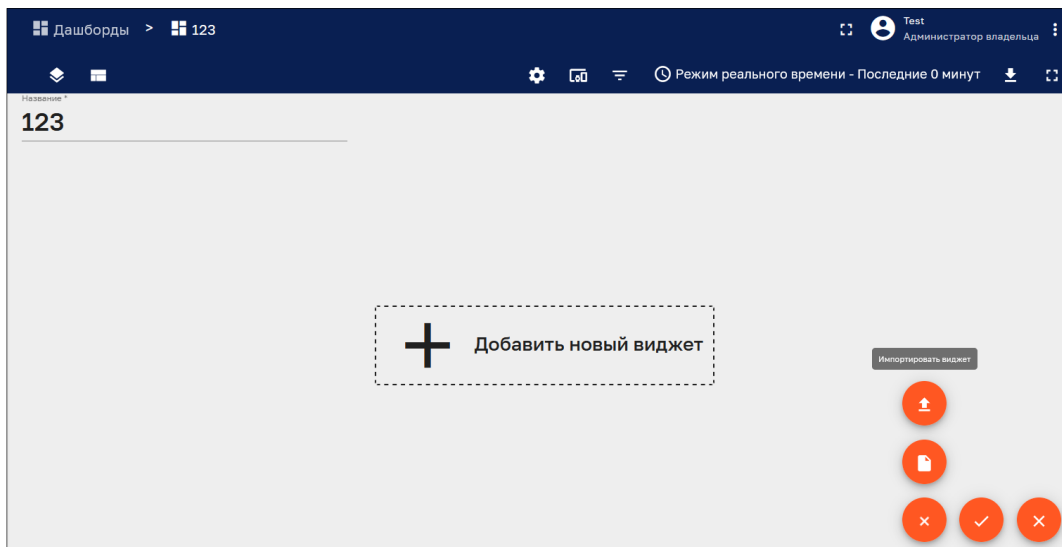 Дашборды > 123
Test
Администратор владельца
Режим реального времени - Последние 0 минут
Название *
123
Добавить новый виджет
Импортировать виджет